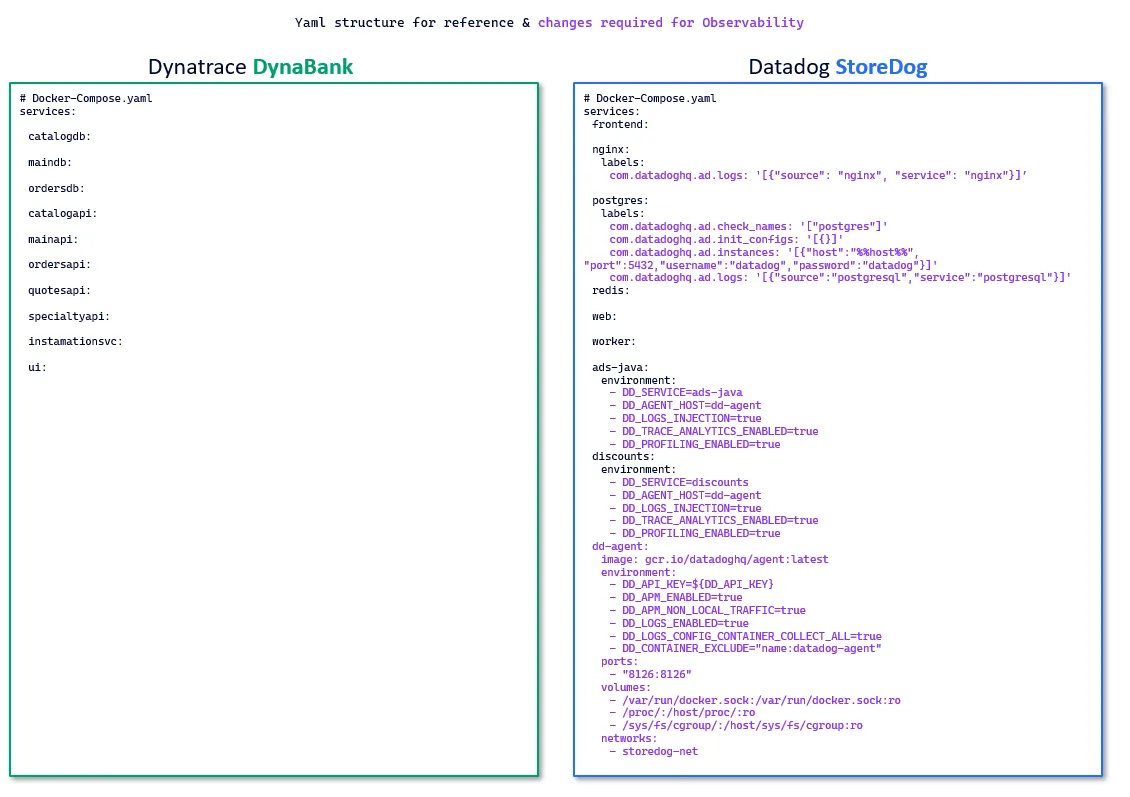 Yaml structure for reference & changes required for Observability
Dynatrace DynaBank
# Docker-Compose.yaml
services:
catalogdb:
maindb:
ordersdb:
catalogapi:
mainapi:
ordersapi:
quotesapi:
specialtyapi:
instamationsvc:
ui:
Datadog StoreDog
# Docker-Compose.yaml
services:
frontend:
nginx:
labels:
com.datadoghq.ad.logs: '[{"source": "nginx", "service": "nginx"}]’
postgres:
labels:
com.datadoghq.ad.check_names: '["postgres"]'
com.datadoghq.ad.init_configs: '[{}]'
com.datadoghq.ad.instances: '[{"host":"%%host%%",
"port":5432,"username":"datadog","password":"datadog"}]'
com.datadoghq.ad.logs: '[{"source":"postgresql","service":"postgresql"}]'
redis:
web:
worker:
ads-java:
environment:
- DD_SERVICE=ads-java
- DD_AGENT_HOST=dd-agent
- DD_LOGS_INJECTION=true
- DD_TRACE_ANALYTICS_ENABLED=true
- DD_PROFILING_ENABLED=true
discounts:
environment:
- DD_SERVICE=discounts
- DD_AGENT_HOST=dd-agent
- DD_LOGS_INJECTION=true
- DD_TRACE_ANALYTICS_ENABLED=true
- DD_PROFILING_ENABLED=true
dd-agent:
image: gcr.io/datadoghq/agent:latest
environment:
- DD_API_KEY=${DD_API_KEY}
- DD_APM_ENABLED=true
- DD_APM_NON_LOCAL_TRAFFIC=true
- DD_LOGS_ENABLED=true
- DD_LOGS_CONFIG_CONTAINER_COLLECT_ALL=true
- DD_CONTAINER_EXCLUDE="name:datadog-agent"
ports:
- "8126:8126"
volumes:
- /var/run/docker.sock:/var/run/docker.sock:ro
- /proc/:/host/proc/:ro
- /sys/fs/cgroup/:/host/sys/fs/cgroup:ro
networks:
- storedog-net